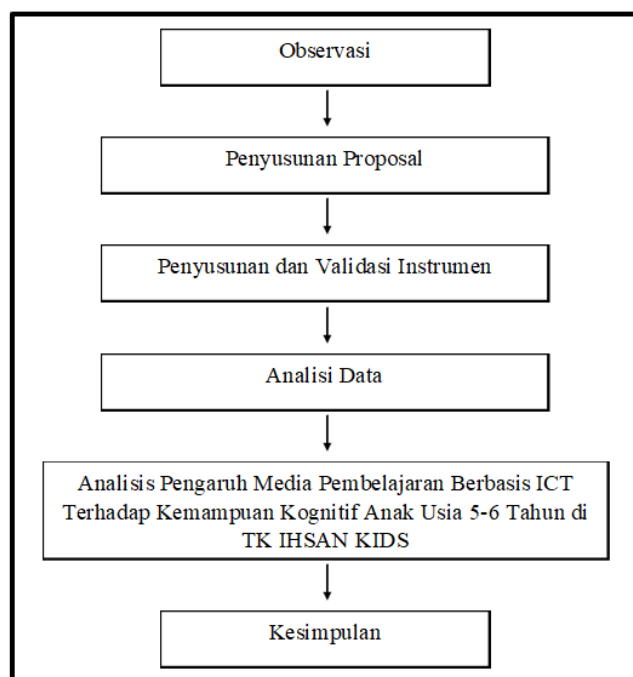 Observasi
Penyusunan Proposal
Penyusunan dan Validasi Instrumen
Analisi Data
Analisis Pengaruh Media Pembelajaran Berbasis ICT
Terhadap Kemampuan Kognitif Anak Usia 5-6 Tahun di
TK IHSAN KIDS
Kesimpulan